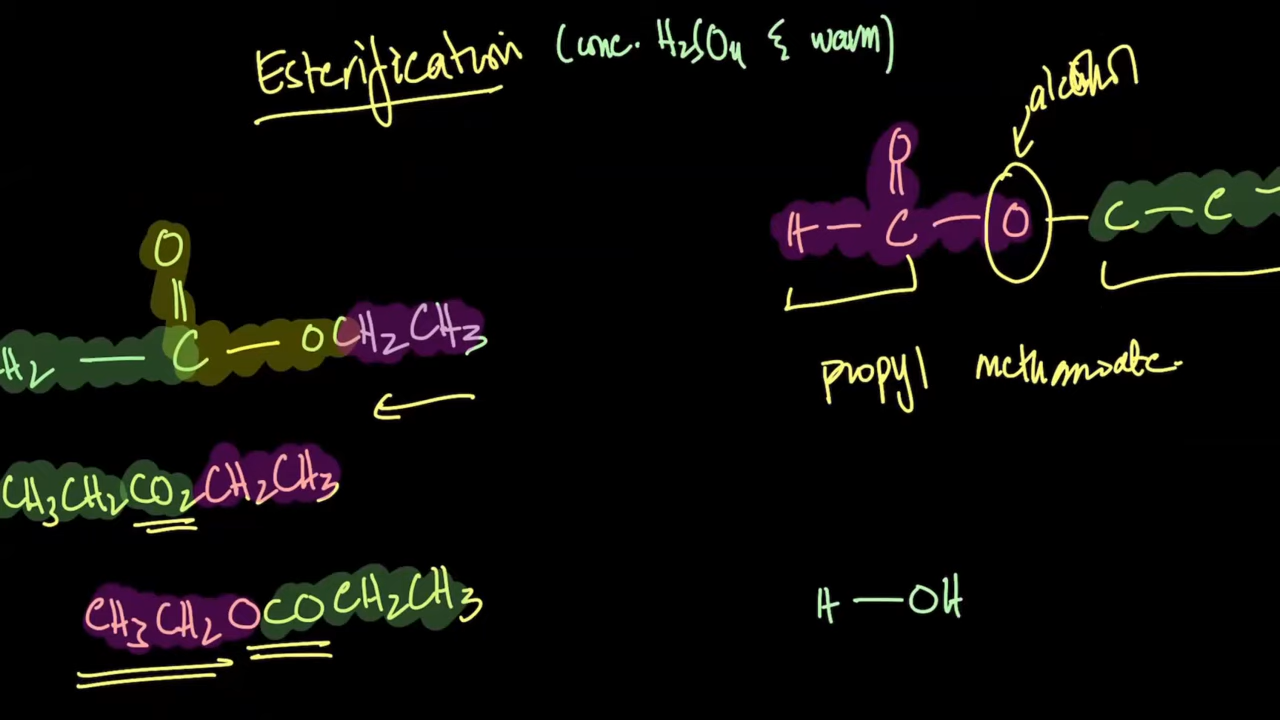 Esterification (conc. H2SO4 & warm)
alcohol
O
H — C — O — C — C —
O
H2 — C — OCH2CH3
propyl methanoate.
CH3CH2CO2CH2CH3
CH3CH2OCOCH2CH3
H — OH